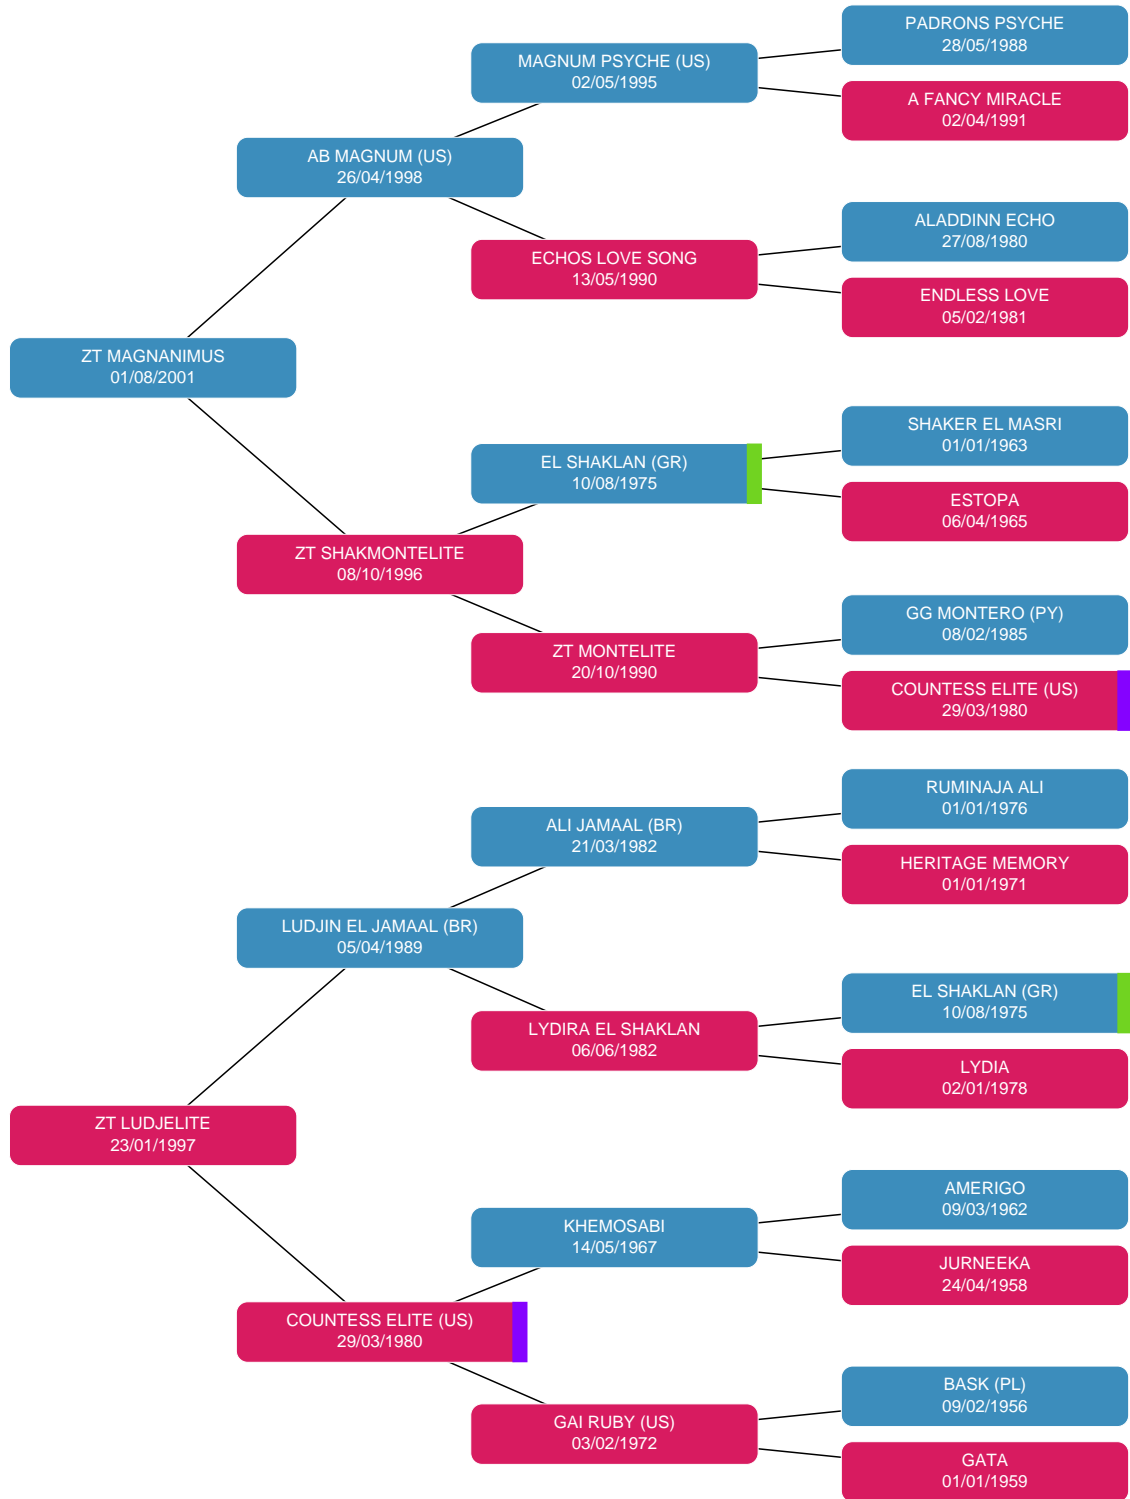 PADRONS PSYCHE
28/05/1988
MAGNUM PSYCHE (US)
02/05/1995
A FANCY MIRACLE
02/04/1991
AB MAGNUM (US)
26/04/1998
ALADDINN ECHO
27/08/1980
ECHOS LOVE SONG
13/05/1990
ENDLESS LOVE
05/02/1981
ZT MAGNANIMUS
01/08/2001
SHAKER EL MASRI
01/01/1963
EL SHAKLAN (GR)
10/08/1975
ESTOPA
06/04/1965
ZT SHAKMONTELITE
08/10/1996
GG MONTERO (PY)
08/02/1985
ZT MONTELITE
20/10/1990
COUNTESS ELITE (US)
29/03/1980
RUMINAJA ALI
01/01/1976
ALI JAMAAL (BR)
21/03/1982
HERITAGE MEMORY
01/01/1971
LUDJIN EL JAMAAL (BR)
05/04/1989
EL SHAKLAN (GR)
10/08/1975
LYDIRA EL SHAKLAN
06/06/1982
LYDIA
02/01/1978
ZT LUDJELITE
23/01/1997
AMERIGO
09/03/1962
KHEMOSABI
14/05/1967
JURNEEKA
24/04/1958
COUNTESS ELITE (US)
29/03/1980
BASK (PL)
09/02/1956
GAI RUBY (US)
03/02/1972
GATA
01/01/1959